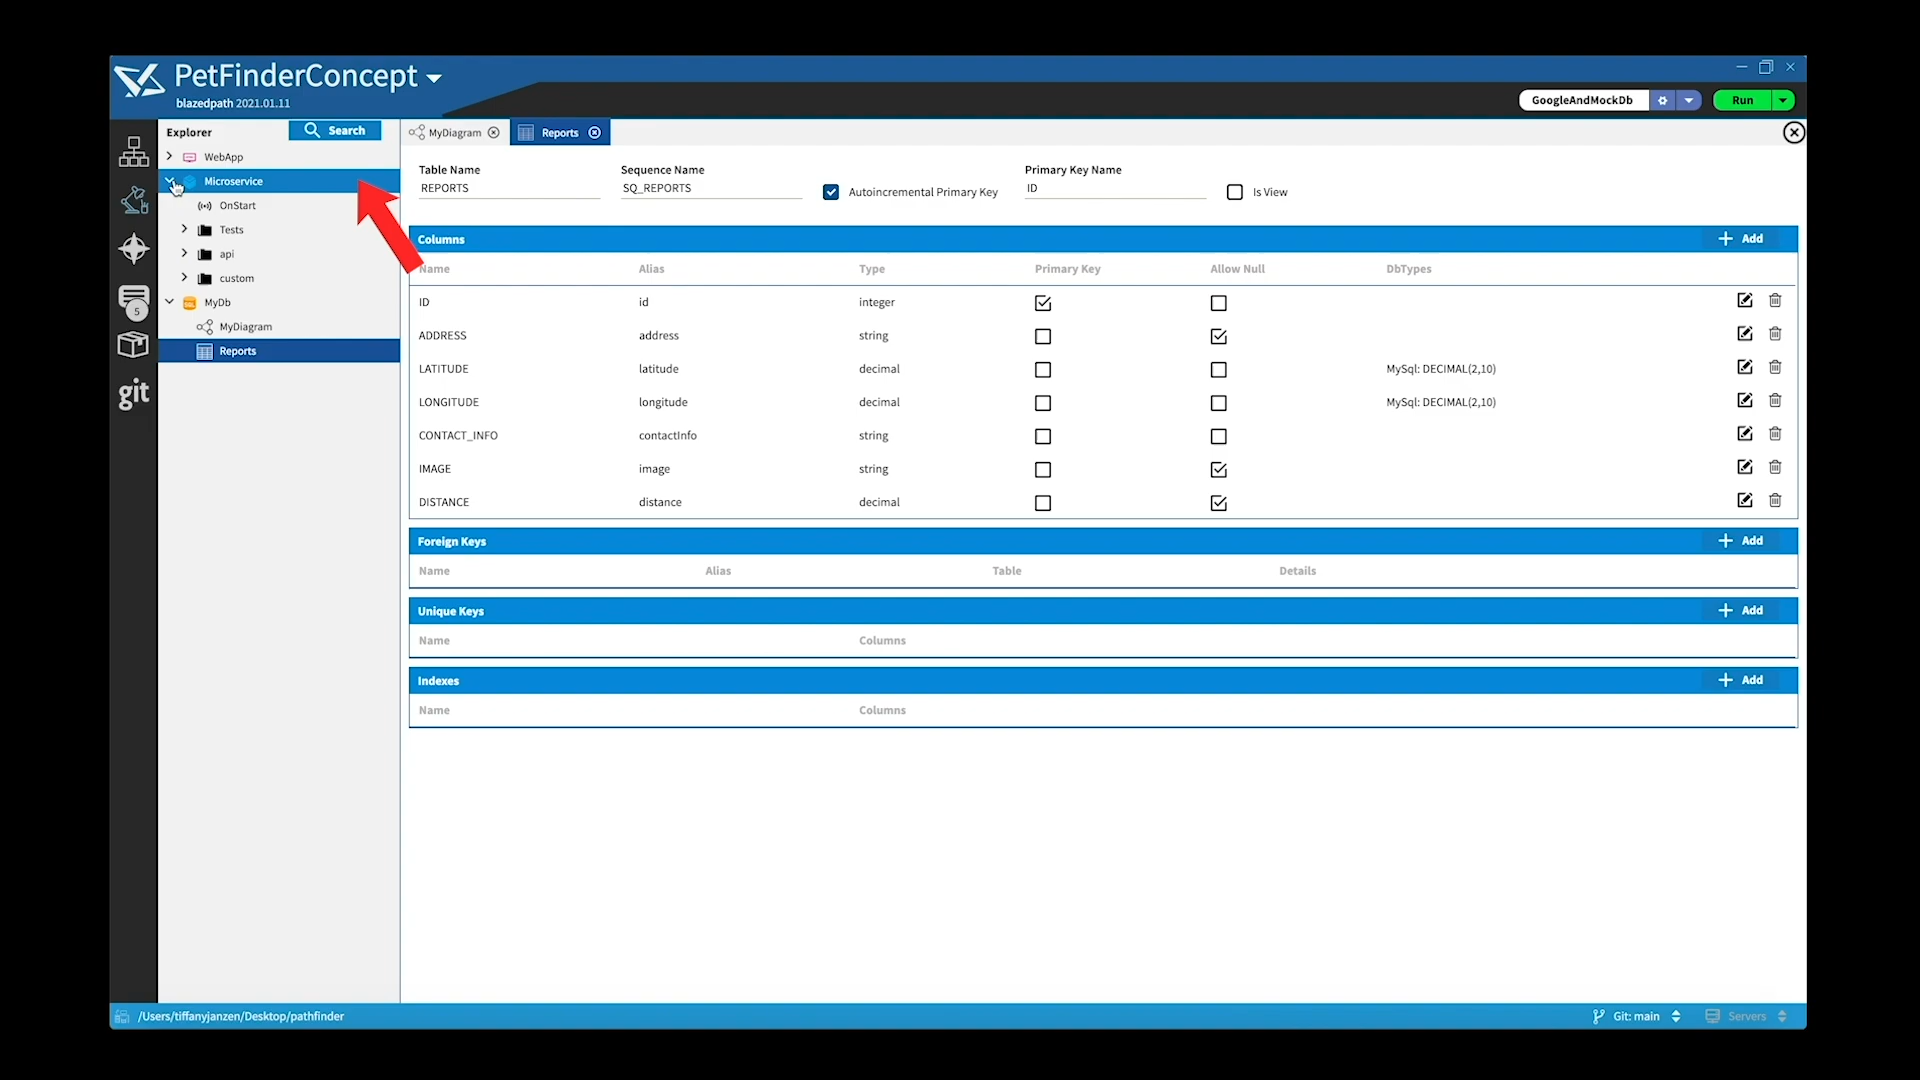 PetFinderConcept
blazedpath 2021.01.11
GoogleAndMockDb
Run
Explorer
Search
WebApp
Microservice
OnStart
Tests
api
custom
MyDb
MyDiagram
Reports
5
git
MyDiagram
Reports
Table Name
REPORTS
Sequence Name
SQ_REPORTS
Autoincremental Primary Key
Primary Key Name
ID
Is View
Columns
Add
Name Alias Type Primary Key Allow Null DbTypes
ID id integer
ADDRESS address string
LATITUDE latitude decimal MySql: DECIMAL(2,10)
LONGITUDE longitude decimal MySql: DECIMAL(2,10)
CONTACT_INFO contactInfo string
IMAGE image string
DISTANCE distance decimal
Foreign Keys
Add
Name Alias Table Details
Unique Keys
Add
Name Columns
Indexes
Add
Name Columns
/Users/tiffanyjanzen/Desktop/pathfinder
Git: main
Servers